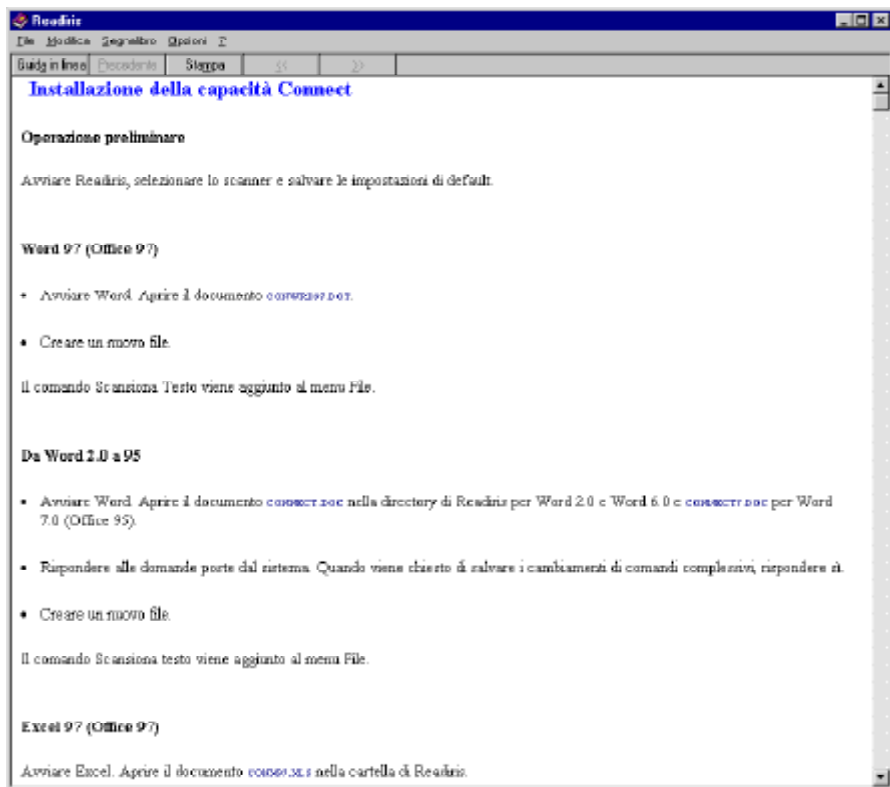 Readiris
File Modifica Segnalibro Opzioni ?
Guida in linea Precedente Stampa << >>
Installazione della capacità Connect
Operazione preliminare
Avviare Readiris, selezionare lo scanner e salvare le impostazioni di default.
Word 97 (Office 97)
• Avviare Word. Aprire il documento
• Creare un nuovo file.
Il comando Scansiona Testo viene aggiunto al menu File.
Da Word 2.0 a 95
• Avviare Word. Aprire il documento CONNECT.DOC nella directory di Readiris per Word 2.0 e Word 6.0 e CONNECT7.DOC per Word
7.0 (Office 95).
• Rispondere alle domande poste dal sistema. Quando viene chiesto di salvare i cambiamenti di comandi complessivi, rispondere sì.
• Creare un nuovo file.
Il comando Scansiona testo viene aggiunto al menu File.
Excel 97 (Office 97)
Avviare Excel. Aprire il documento nella cartella di Readiris.